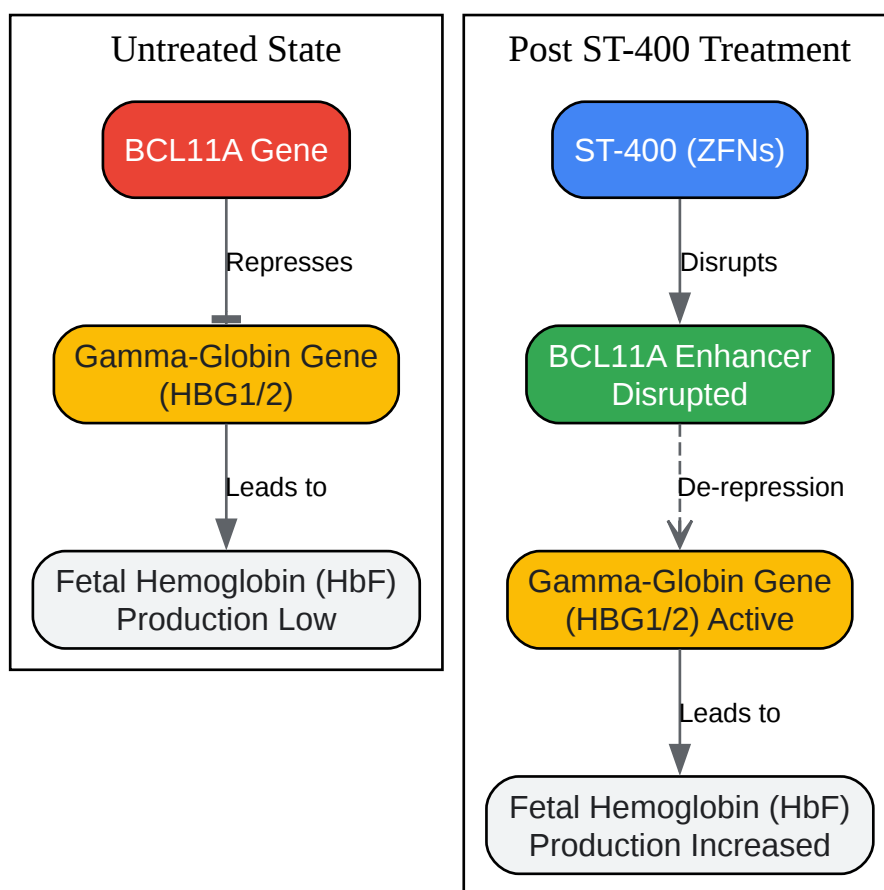 Untreated State
BCL11A Gene
Represses
Gamma-Globin Gene
(HBG1/2)
Leads to
Fetal Hemoglobin (HbF)
Production Low
Post ST-400 Treatment
ST-400 (ZFNs)
Disrupts
BCL11A Enhancer
Disrupted
De-repression
Gamma-Globin Gene
(HBG1/2) Active
Leads to
Fetal Hemoglobin (HbF)
Production Increased